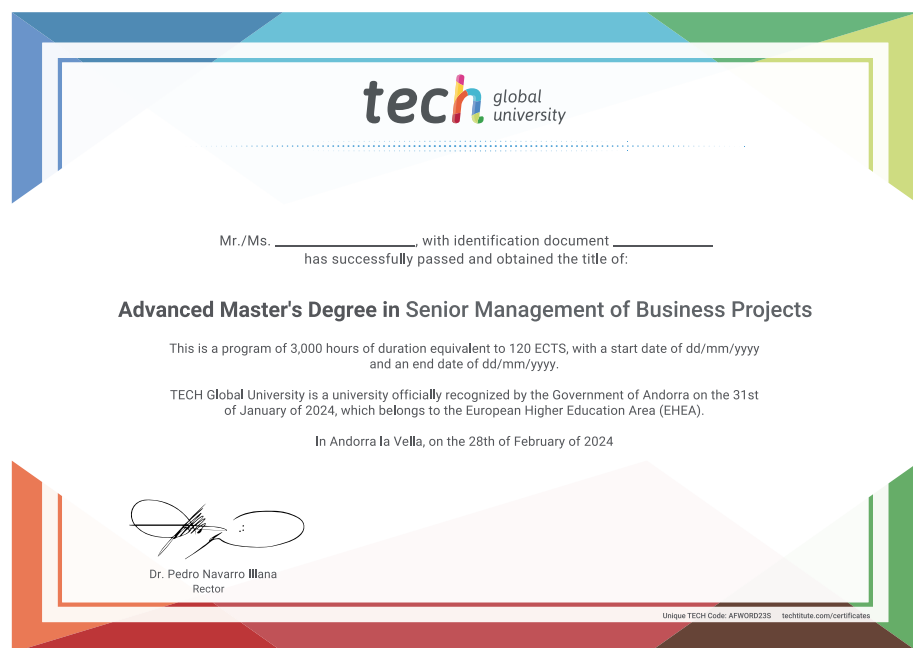 tech global
university
Mr./Ms. ____________, with identification document ____________
has successfully passed and obtained the title of:
Advanced Master's Degree in Senior Management of Business Projects
This is a program of 3,000 hours of duration equivalent to 120 ECTS, with a start date of dd/mm/yyyy
and an end date of dd/mm/yyyy.
TECH Global University is a university officially recognized by the Government of Andorra on the 31st
of January of 2024, which belongs to the European Higher Education Area (EHEA).
In Andorra la Vella, on the 28th of February of 2024
Dr. Pedro Navarro Illana
Rector
Unique TECH Code: AFWORD23S techtitute.com/certificates